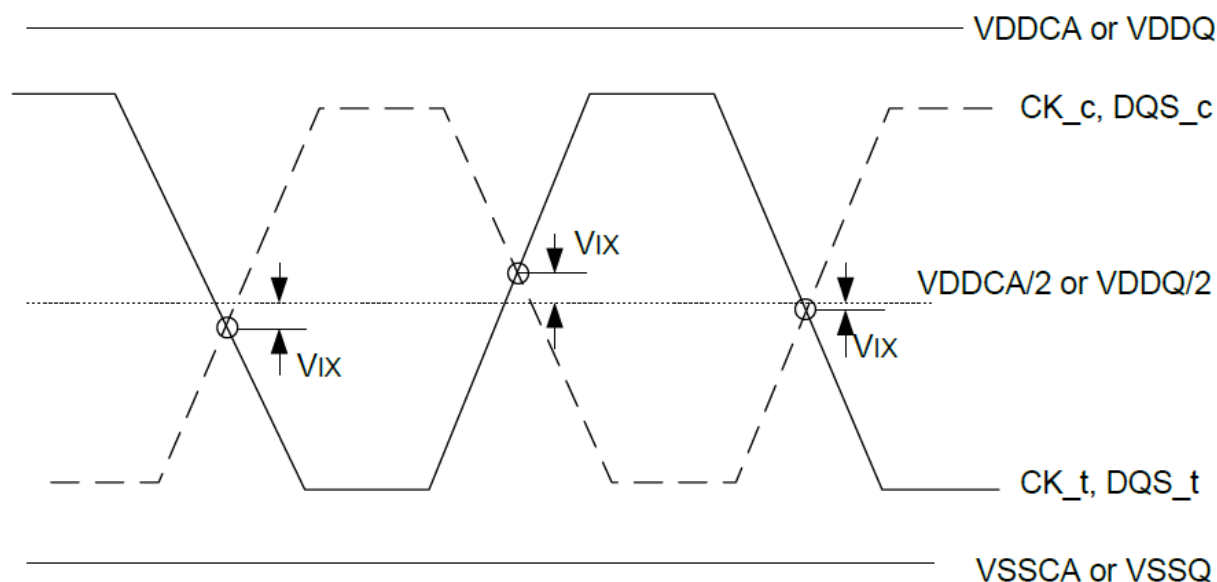 VDDCA or VDDQ
CK_c, DQS_c
VIX
VDDCA/2 or VDDQ/2
VIX
VIX
CK_t, DQS_t
VSSCA or VSSQ